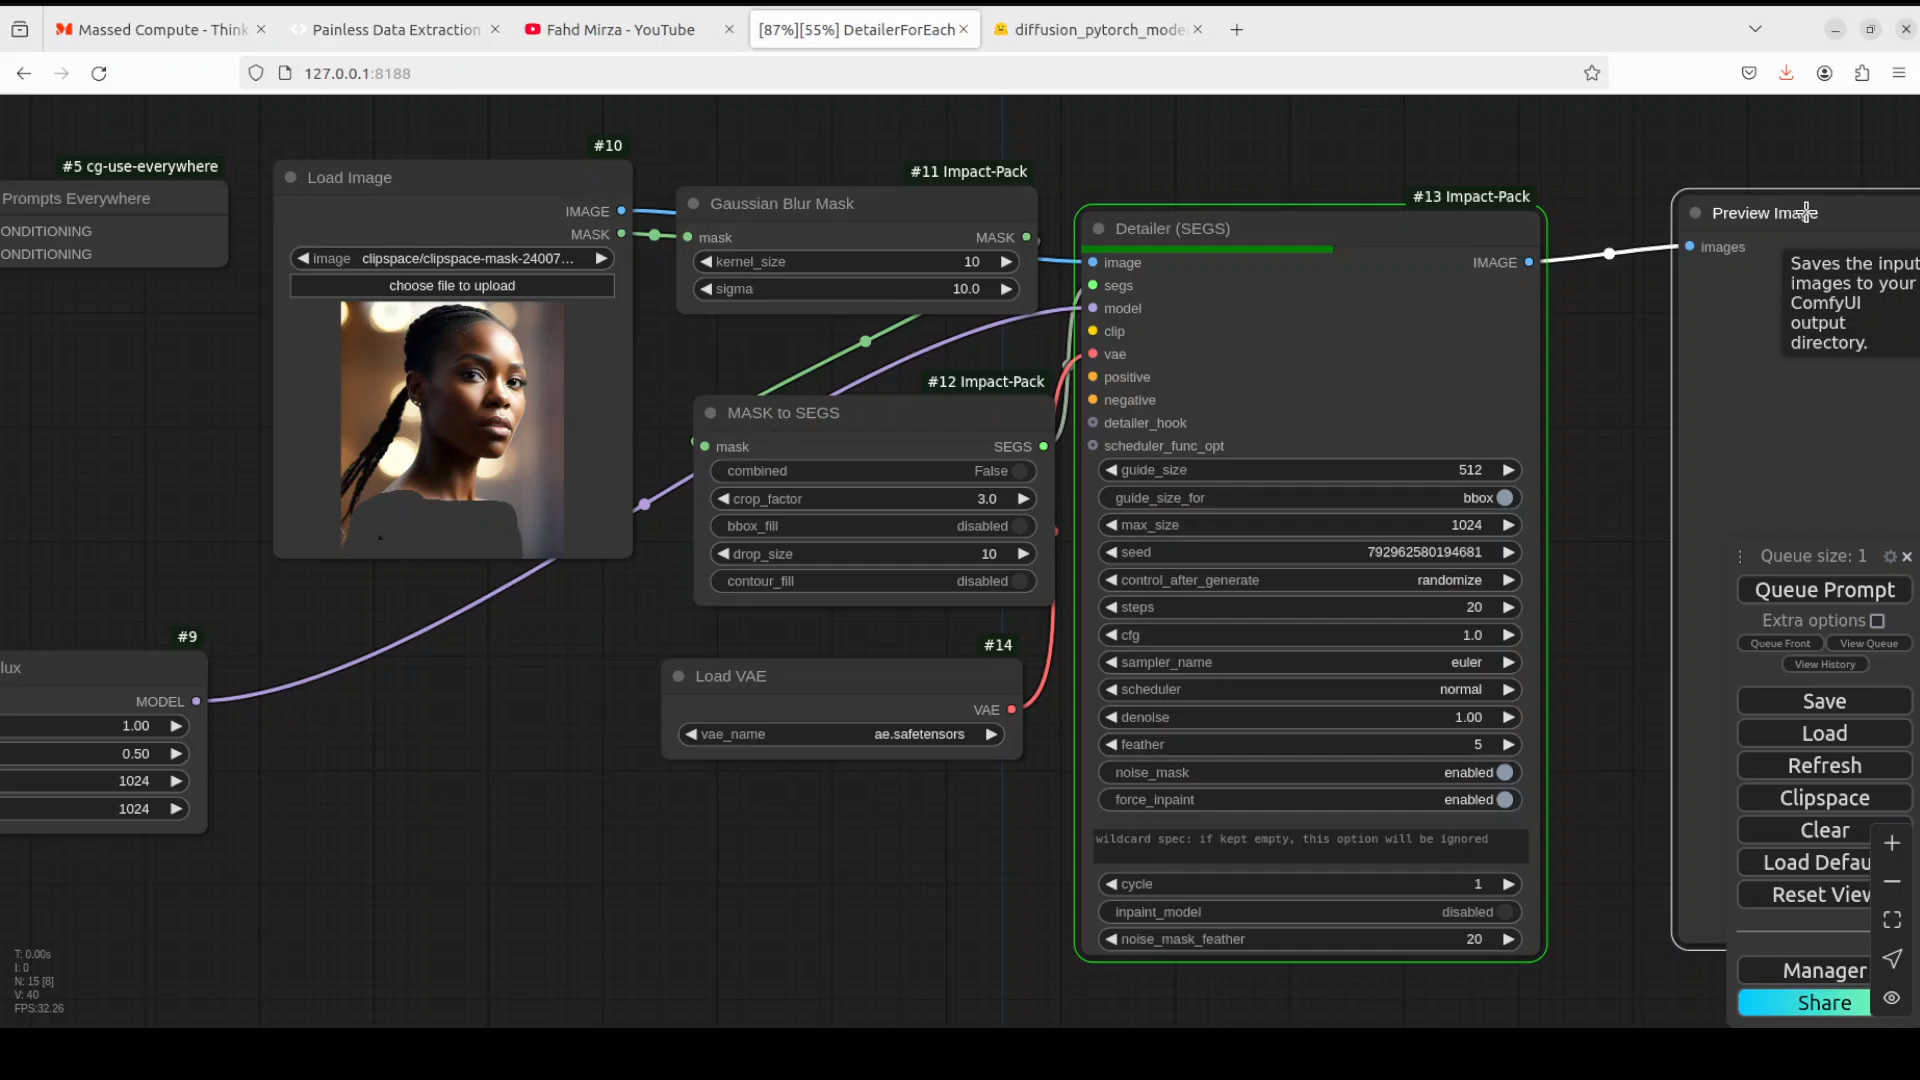 Massed Compute - Think
Painless Data Extraction
Fahd Mirza - YouTube
[87%][55%] DetailerForEach
diffusion_pytorch_mode
127.0.0.1:8188
#5 cg-use-everywhere
Prompts Everywhere
ONDITIONING
ONDITIONING
#10
Load Image
IMAGE
MASK
image clipspace/clipspace-mask-24007...
choose file to upload
#11 Impact-Pack
Gaussian Blur Mask
mask MASK
kernel_size 10
sigma 10.0
#12 Impact-Pack
MASK to SEGS
mask SEGS
combined False
crop_factor 3.0
bbox_fill disabled
drop_size 10
contour_fill disabled
#9
lux
MODEL
1.00
0.50
1024
1024
#14
Load VAE
VAE
vae_name ae.safetensors
#13 Impact-Pack
Detailer (SEGS)
image IMAGE
segs
model
clip
vae
positive
negative
detailer_hook
scheduler_func_opt
guide_size 512
guide_size_for bbox
max_size 1024
seed 792962580194681
control_after_generate randomize
steps 20
cfg 1.0
sampler_name euler
scheduler normal
denoise 1.00
feather 5
noise_mask enabled
force_inpaint enabled
wildcard spec: if kept empty, this option will be ignored
cycle 1
inpaint_model disabled
noise_mask_feather 20
Preview Image
images
Saves the input
images to your
ComfyUI
output
directory.
Queue size: 1
Queue Prompt
Extra options
Queue Front View Queue
View History
Save
Load
Refresh
Clipspace
Clear
Load Defau
Reset View
Manager
Share
T: 0.00s
I: 0
N: 15 [8]
V: 40
FPS:32.26